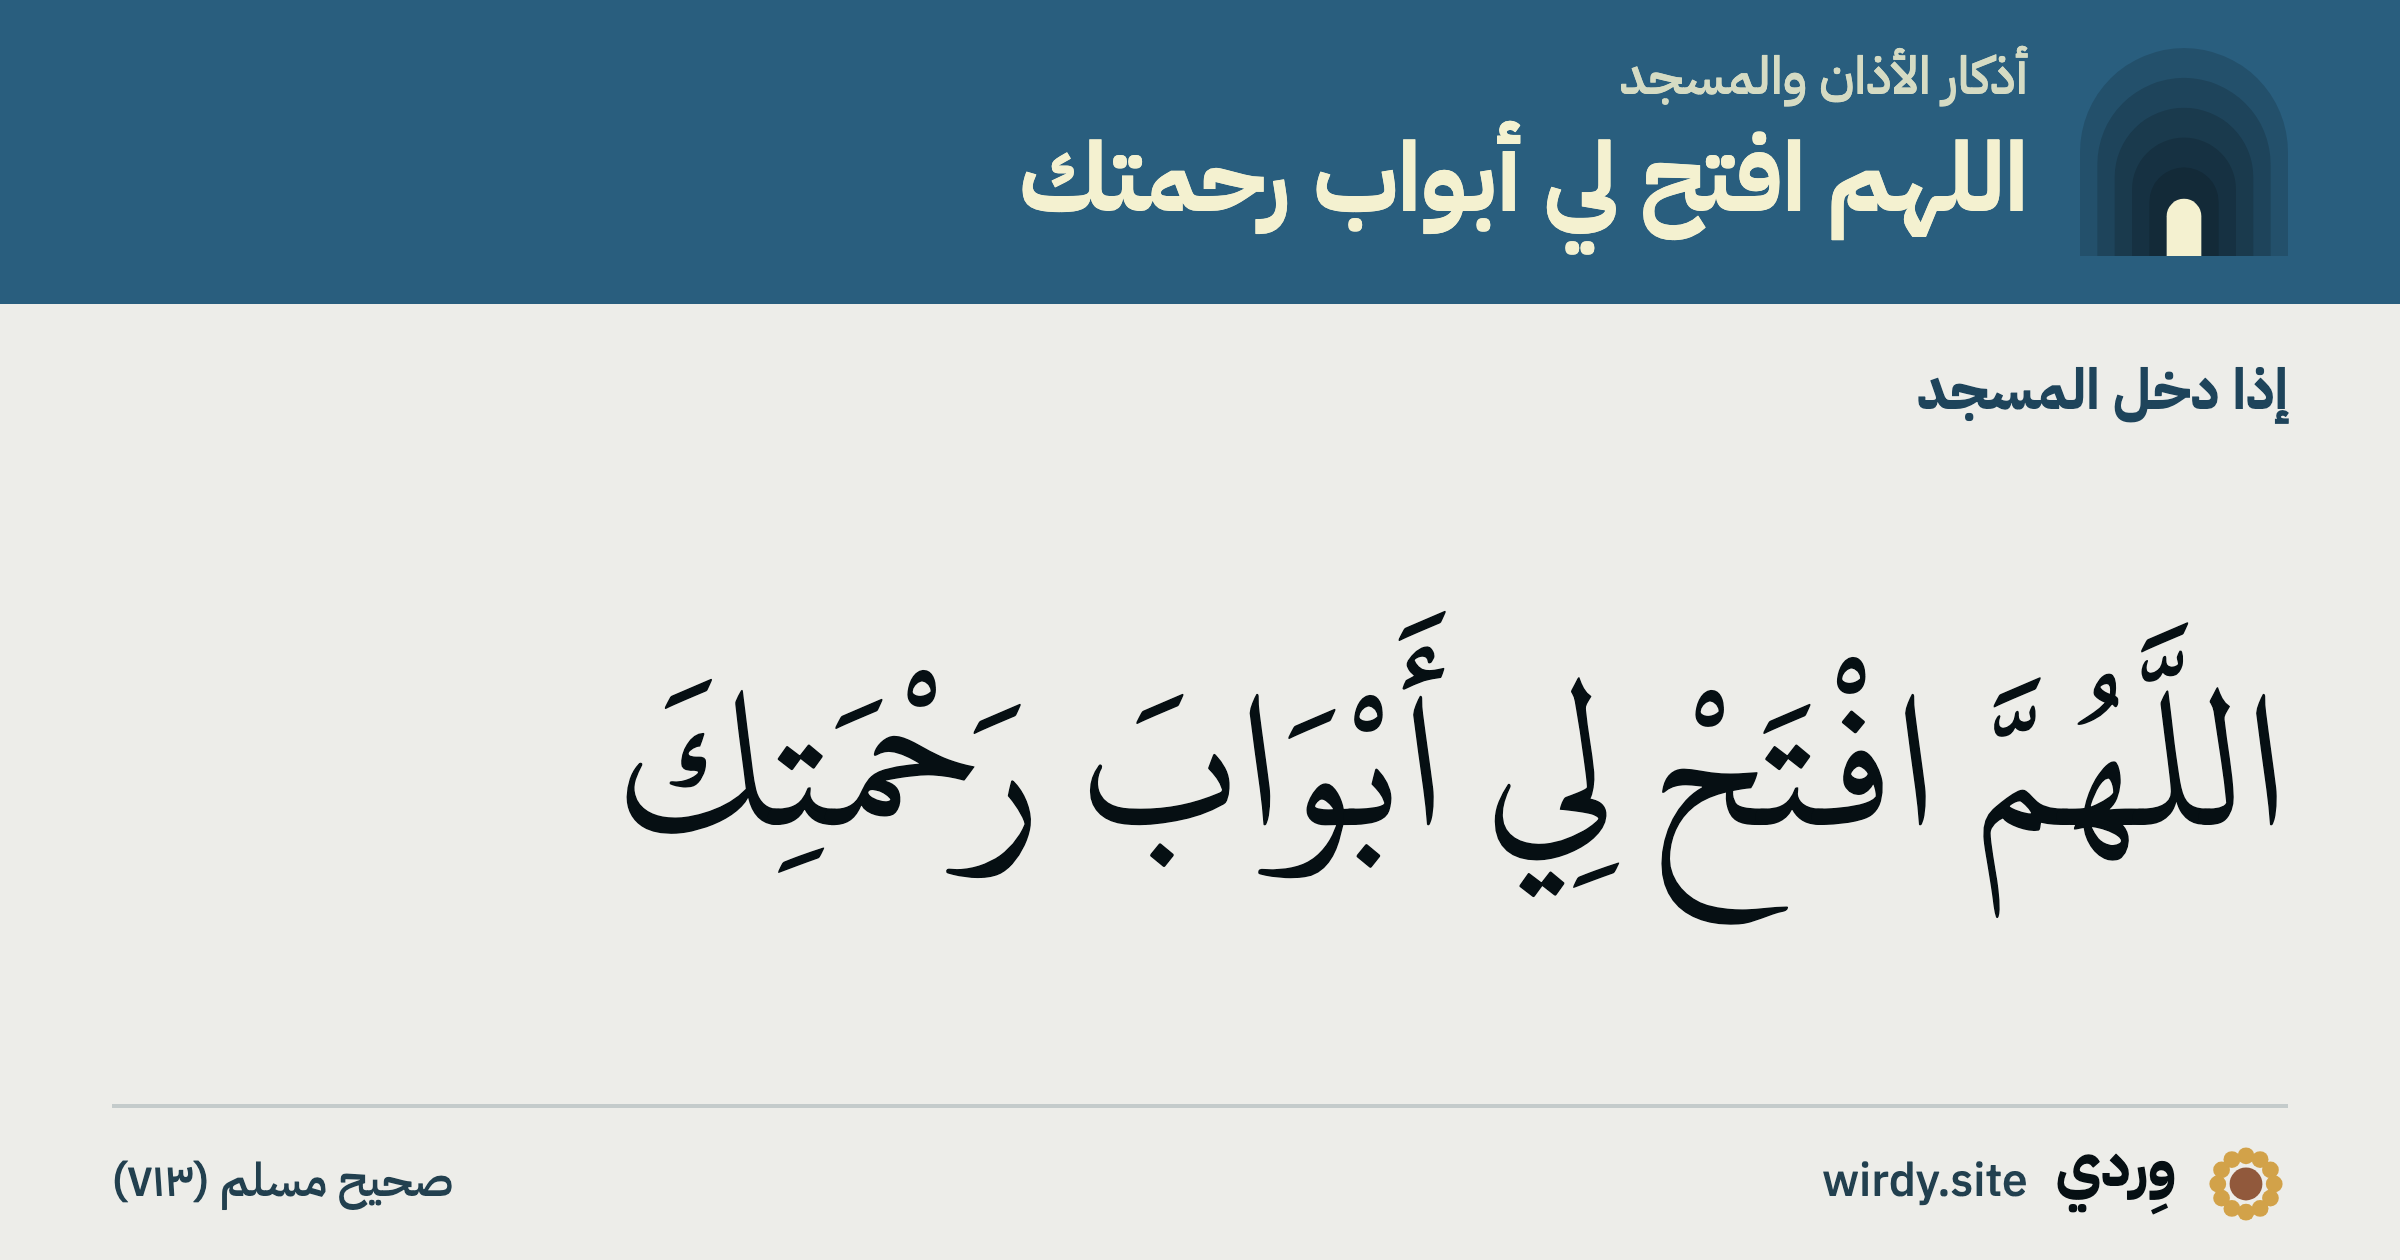 أذكار الأذان والمسجد
اللهم افتح لي أبواب رحمتك
إذا دخل المسجد
اللَّهُمَّ افْتَحْ لِي أَبْوَابَ رَحْمَتِكَ
وِردي wirdy.site
صحيح مسلم (٧١٣)